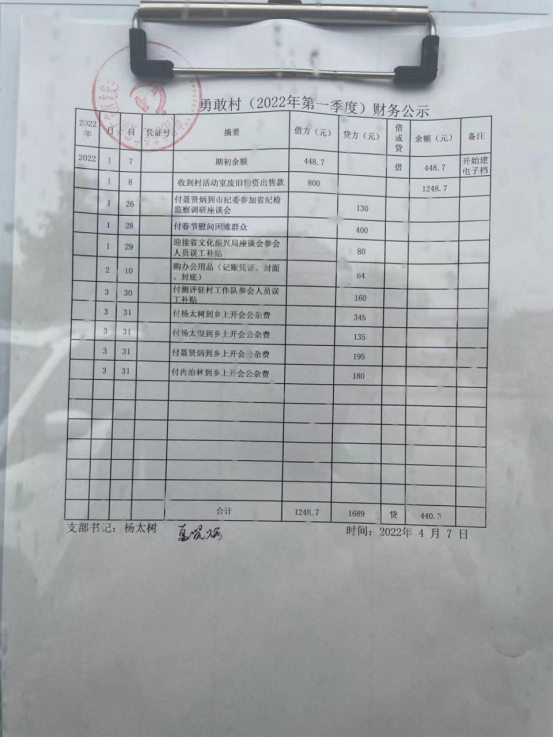 勇敢村（2022年第一季度）财务公示
2022年 月 日 凭证号 摘要 借方（元） 贷方（元） 借或贷 余额（元） 备注
2022 1 7 期初余额 448.7 借 448.7 开始建电子档
1 8 收到村活动室废旧物资出售款 800 1248.7
1 26 付聂贤炳到市纪委参加省纪检监察调研座谈会 130
1 28 付春节慰问困难群众 400
1 29 迎接省文化振兴局座谈会参会人员误工补贴 80
2 10 购办公用品（记账凭证、封面、封底） 64
3 30 付测评驻村工作队参会人员误工补贴 160
3 31 付杨太树到乡上开会公杂费 345
3 31 付杨太银到乡上开会公杂费 135
3 31 付聂贤炳到乡上开会公杂费 195
3 31 付冉治林到乡上开会公杂费 180
合计 1248.7 1689 贷 440.3
支部书记：杨太树 时间：2022年 4 月 7 日